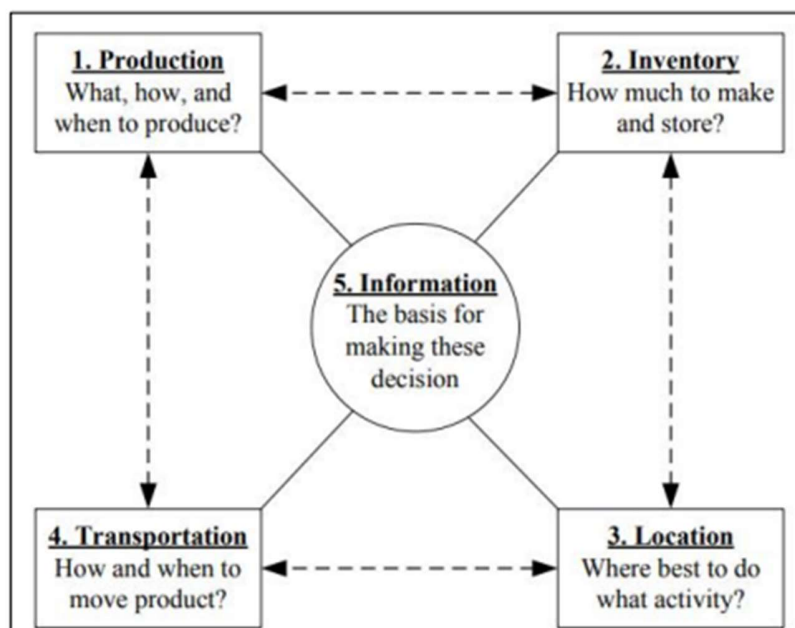 1. Production
What, how, and
when to produce?
2. Inventory
How much to make
and store?
5. Information
The basis for
making these
decision
4. Transportation
How and when to
move product?
3. Location
Where best to do
what activity?